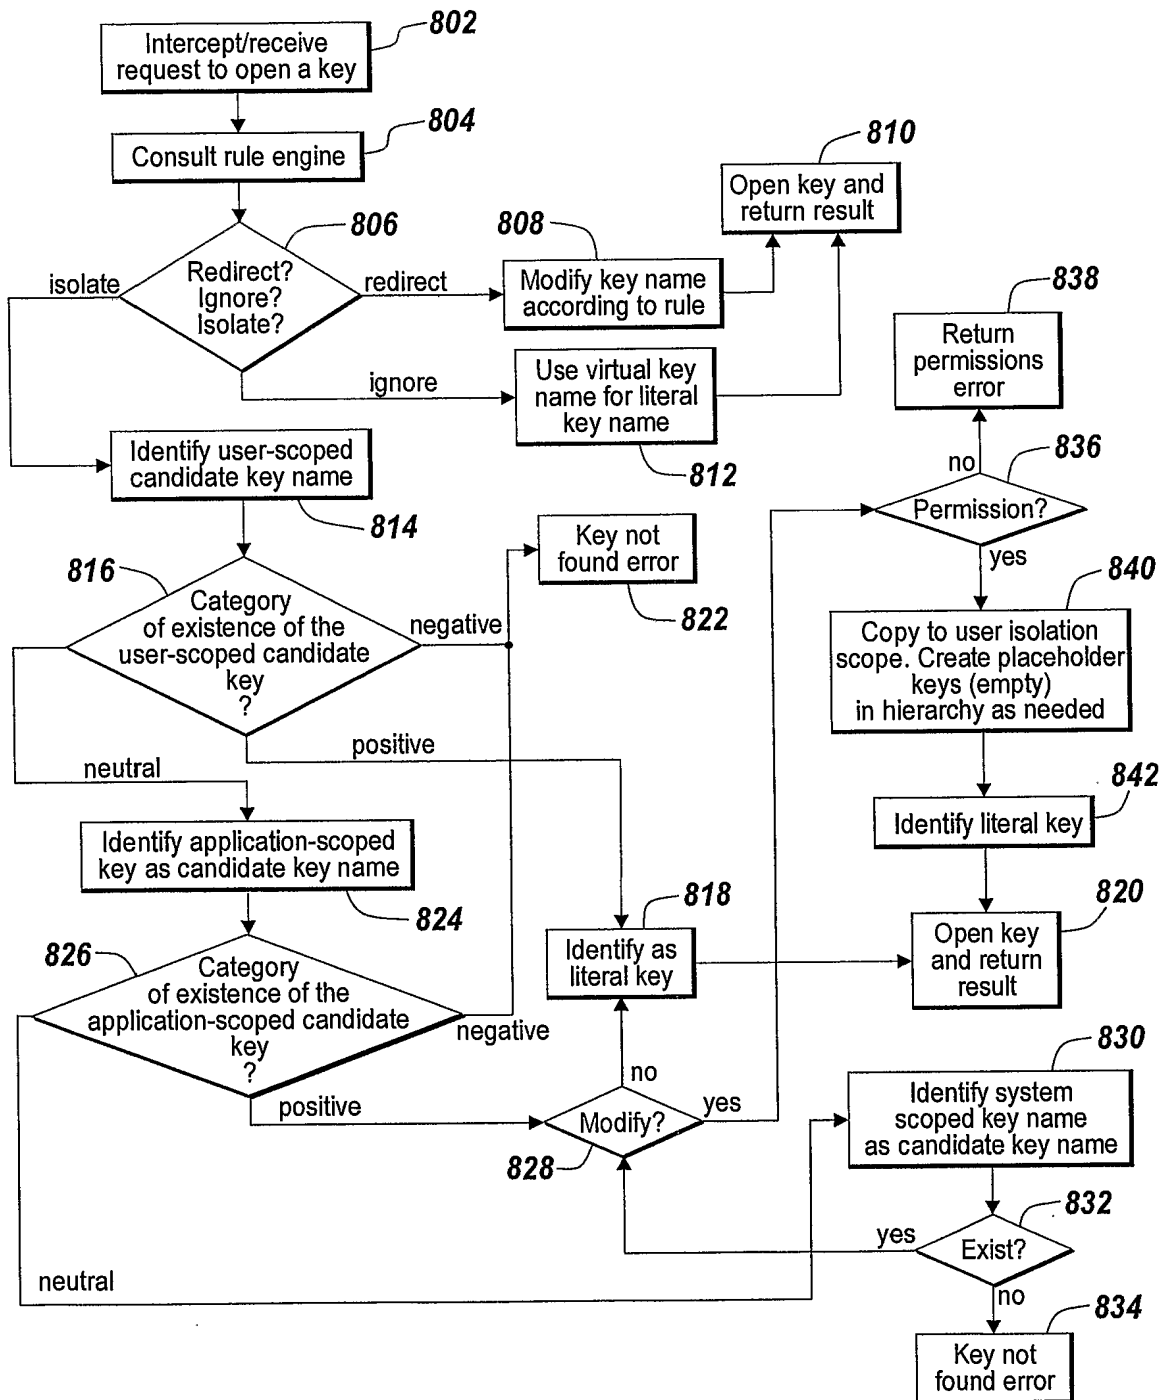 802
Intercept/receive
request to open a key
804
Consult rule engine
806
Redirect?
Ignore?
Isolate?
isolate
redirect
ignore
808
Modify key name
according to rule
810
Open key and
return result
Use virtual key
name for literal
key name
812
838
Return
permissions
error
Identify user-scoped
candidate key name
814
no
836
Permission?
yes
Key not
found error
822
816
Category
of existence of the
user-scoped candidate
key
?
negative
positive
neutral
840
Copy to user isolation
scope. Create placeholder
keys (empty)
in hierarchy as needed
842
Identify literal key
Identify application-scoped
key as candidate key name
824
818
Identify as
literal key
820
Open key
and return
result
826
Category
of existence of the
application-scoped candidate
key
?
negative
positive
neutral
no
Modify?
yes
828
830
Identify system
scoped key name
as candidate key name
832
yes
Exist?
no
834
Key not
found error